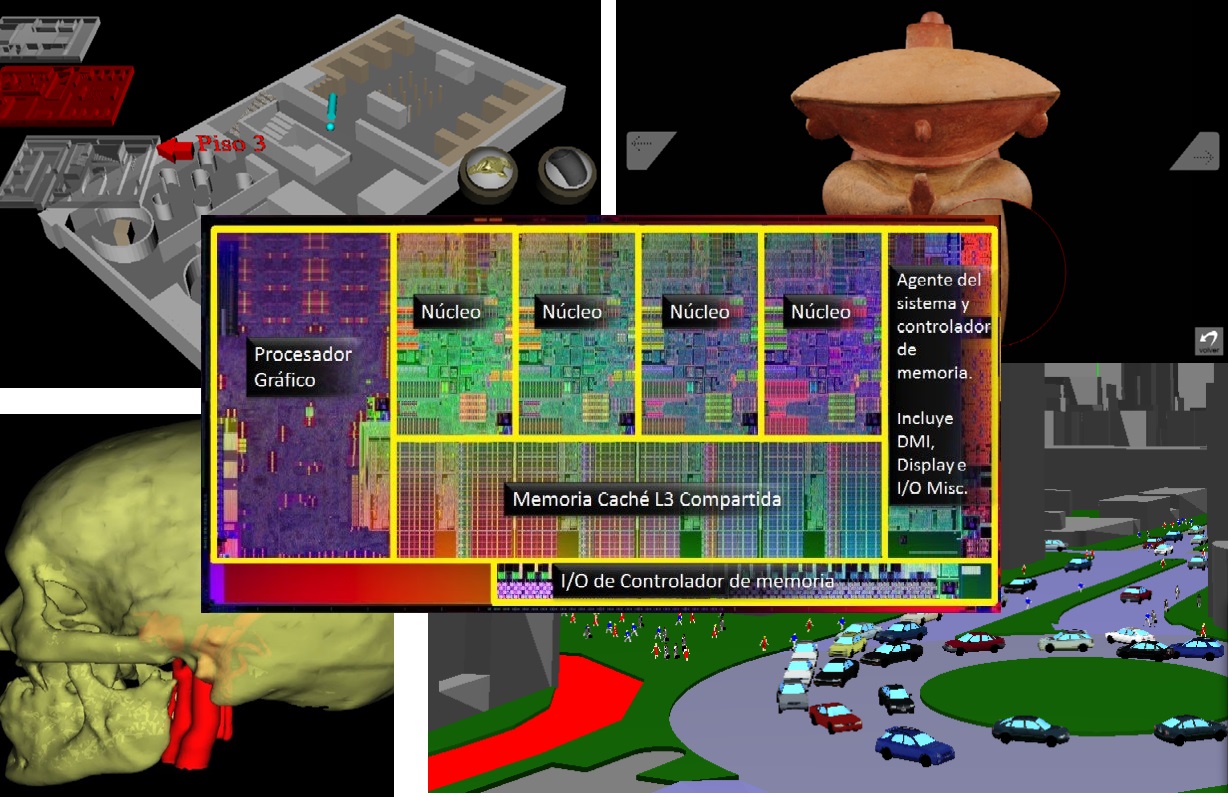 Piso 3
volver
Procesador
Gráfico
Núcleo
Núcleo
Núcleo
Núcleo
Agente del
sistema y
controlador
de
memoria.
Incluye
DMI,
Display e
I/O Misc.
Memoria Caché L3 Compartida
I/O de Controlador de memoria